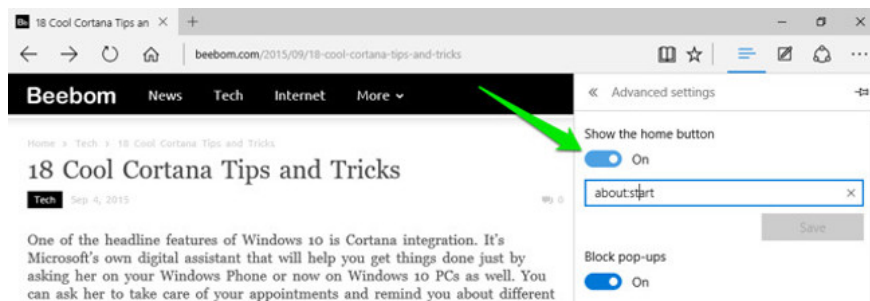 Be 18 Cool Cortana Tips an
beebom.com/2015/09/18-cool-cortana-tips-and-tricks
Beebom News Tech Internet More
Home > Tech > 18 Cool Cortana Tips and Tricks
18 Cool Cortana Tips and Tricks
Tech Sep 4, 2015 0
One of the headline features of Windows 10 is Cortana integration. It's
Microsoft's own digital assistant that will help you get things done just by
asking her on your Windows Phone or now on Windows 10 PCs as well. You
can ask her to take care of your appointments and remind you about different
« Advanced settings
Show the home button
On
about:start
Save
Block pop-ups
On